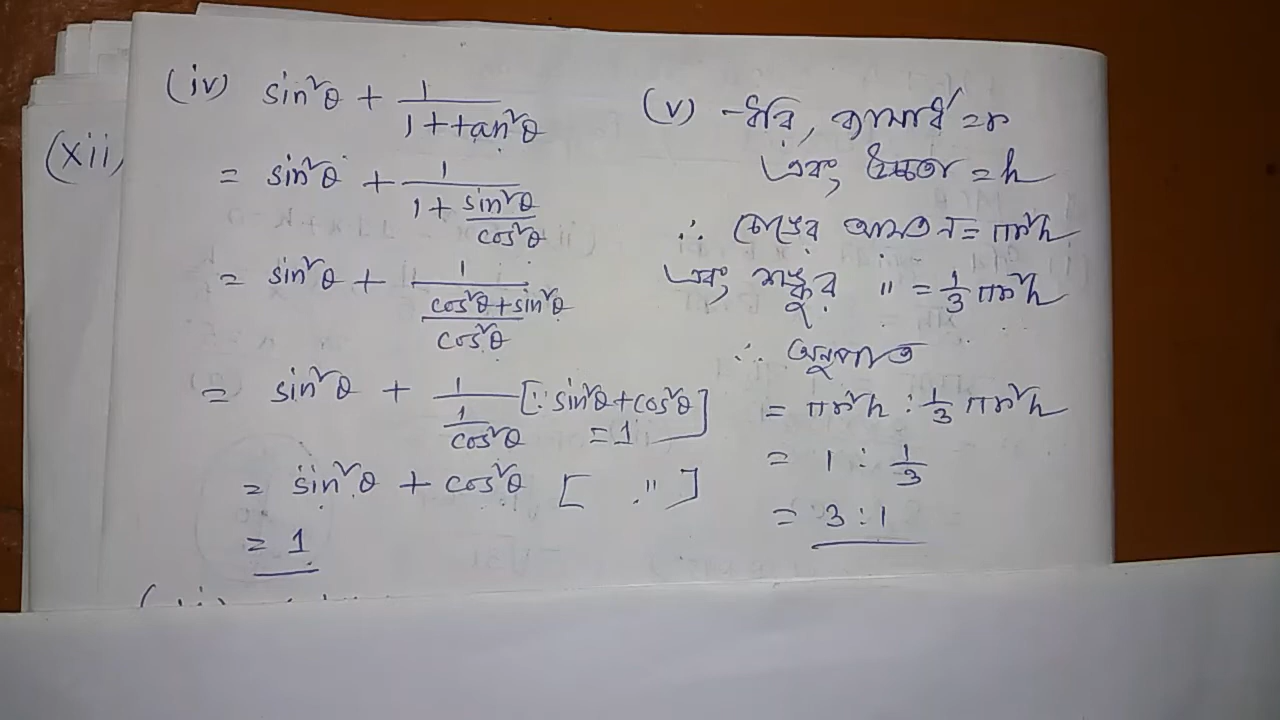 (xii)
(iv) sin²θ + 1/(1+tan²θ)
= sin²θ + 1/(1 + sin²θ/cos²θ)
= sin²θ + 1/((cos²θ+sin²θ)/cos²θ)
= sin²θ + 1/(1/cos²θ) [∵ sin²θ+cos²θ = 1]
= sin²θ + cos²θ [ " ]
= 1
(v) ধরি, ব্যাসার্ধ = r
এবং উচ্চতা = h
∴ চোঙের আয়তন = πr²h
এবং শঙ্কুর " = 1/3 πr²h
∴ অনুপাত
= πr²h : 1/3 πr²h
= 1 : 1/3
= 3 : 1